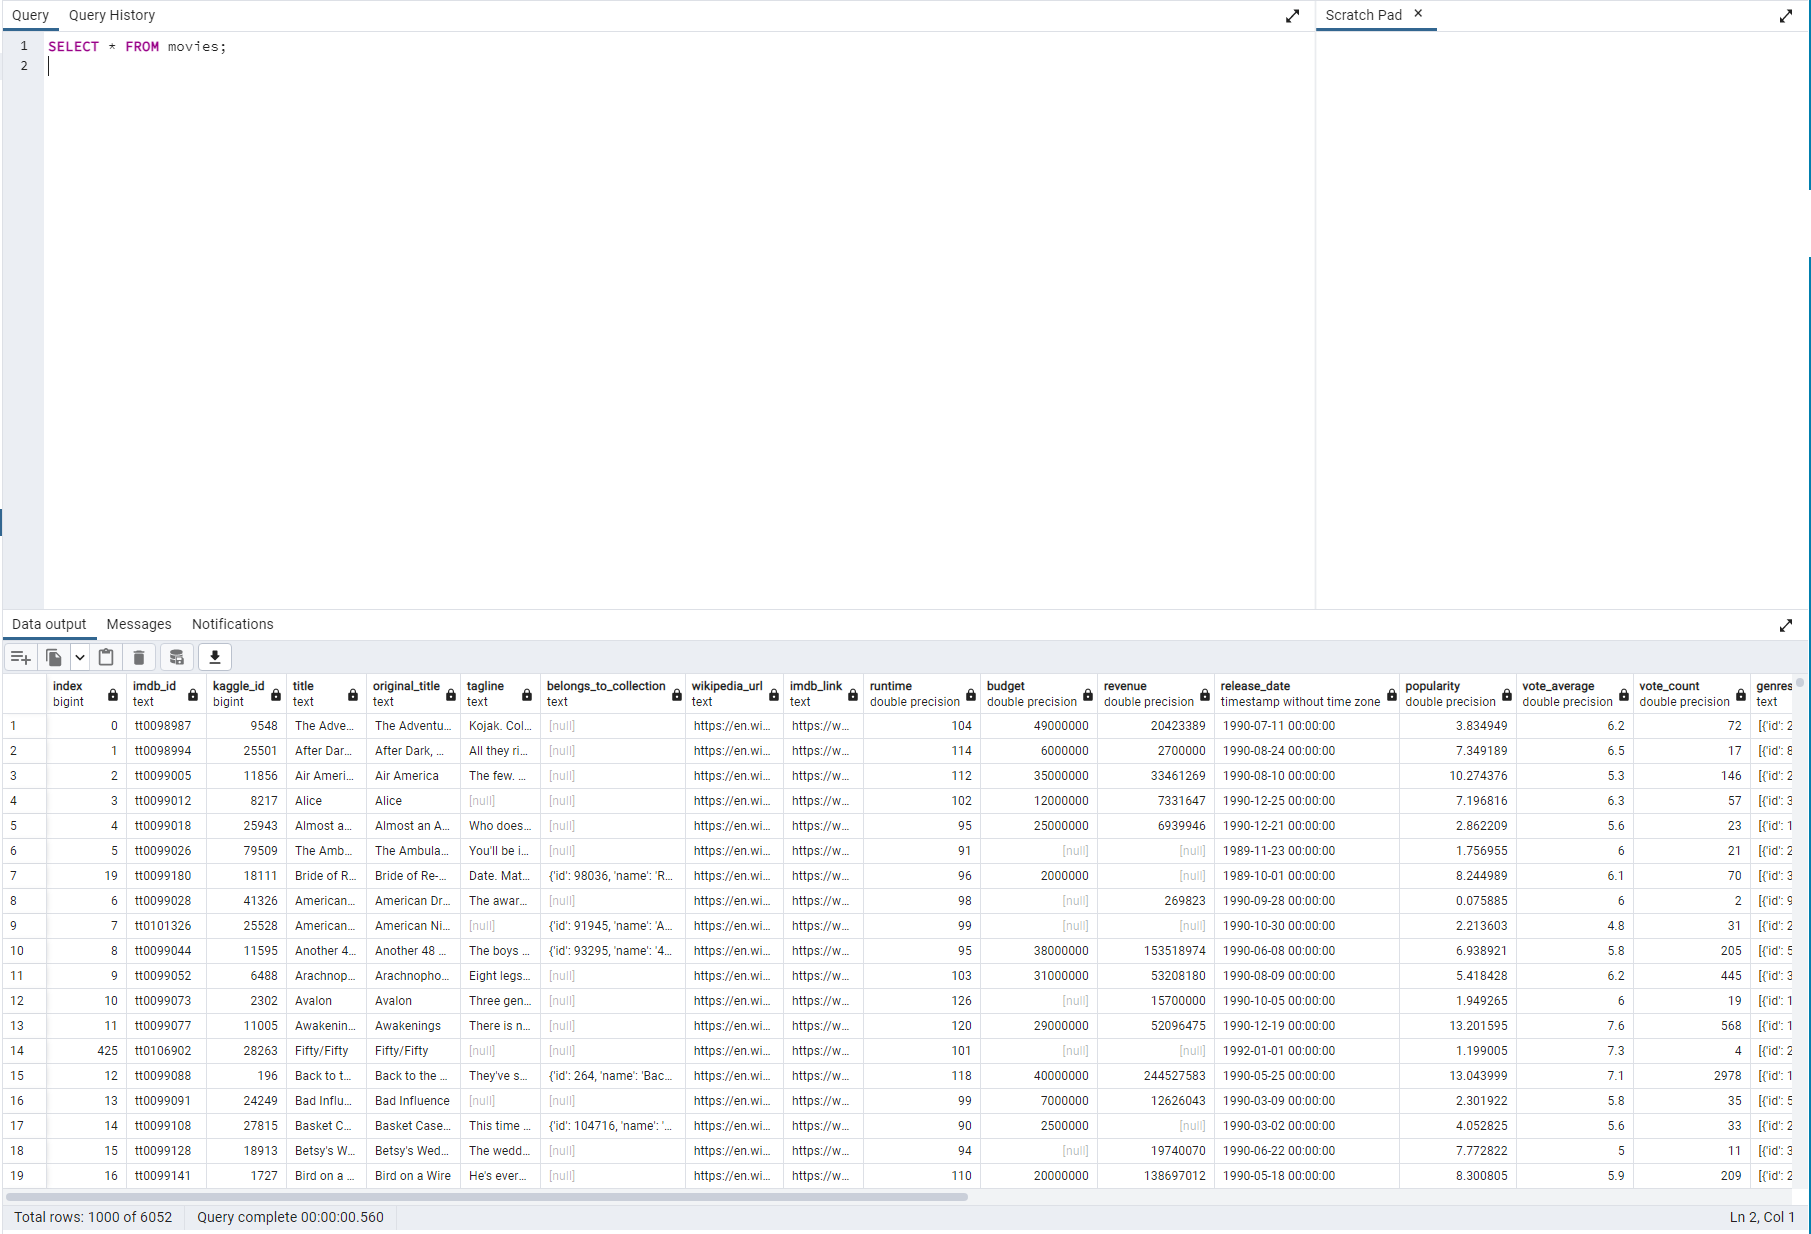 Query Query History Scratch Pad ×
1 SELECT * FROM movies;
2
Data output Messages Notifications
index imdb_id kaggle_id title original_title tagline belongs_to_collection wikipedia_url imdb_link runtime budget revenue release_date popularity vote_average vote_count genres
bigint text bigint text text text text text text double precision double precision double precision timestamp without time zone double precision double precision double precision text
1 0 tt0098987 9548 The Adve... The Adventu... Kojak. Col... [null] https://en.wi... https://w... 104 49000000 20423389 1990-07-11 00:00:00 3.834949 6.2 72 [{'id': 2
2 1 tt0098994 25501 After Dar... After Dark, ... All they ri... [null] https://en.wi... https://w... 114 6000000 2700000 1990-08-24 00:00:00 7.349189 6.5 17 [{'id': 8
3 2 tt0099005 11856 Air Ameri... Air America The few. ... [null] https://en.wi... https://w... 112 35000000 33461269 1990-08-10 00:00:00 10.274376 5.3 146 [{'id': 2
4 3 tt0099012 8217 Alice Alice [null] [null] https://en.wi... https://w... 102 12000000 7331647 1990-12-25 00:00:00 7.196816 6.3 57 [{'id': 3
5 4 tt0099018 25943 Almost a... Almost an A... Who does... [null] https://en.wi... https://w... 95 25000000 6939946 1990-12-21 00:00:00 2.862209 5.6 23 [{'id': 1
6 5 tt0099026 79509 The Amb... The Ambula... You'll be i... [null] https://en.wi... https://w... 91 [null] [null] 1989-11-23 00:00:00 1.756955 6 21 [{'id': 2
7 19 tt0099180 18111 Bride of R... Bride of Re-... Date. Mat... {'id': 98036, 'name': 'R... https://en.wi... https://w... 96 2000000 [null] 1989-10-01 00:00:00 8.244989 6.1 70 [{'id': 3
8 6 tt0099028 41326 American... American Dr... The awar... [null] https://en.wi... https://w... 98 [null] 269823 1990-09-28 00:00:00 0.075885 6 2 [{'id': 9
9 7 tt0101326 25528 American... American Ni... [null] {'id': 91945, 'name': 'A... https://en.wi... https://w... 99 [null] [null] 1990-10-30 00:00:00 2.213603 4.8 31 [{'id': 2
10 8 tt0099044 11595 Another 4... Another 48 ... The boys ... {'id': 93295, 'name': '4... https://en.wi... https://w... 95 38000000 153518974 1990-06-08 00:00:00 6.938921 5.8 205 [{'id': 5
11 9 tt0099052 6488 Arachnop... Arachnopho... Eight legs... [null] https://en.wi... https://w... 103 31000000 53208180 1990-08-09 00:00:00 5.418428 6.2 445 [{'id': 3
12 10 tt0099073 2302 Avalon Avalon Three gen... [null] https://en.wi... https://w... 126 [null] 15700000 1990-10-05 00:00:00 1.949265 6 19 [{'id': 1
13 11 tt0099077 11005 Awakenin... Awakenings There is n... [null] https://en.wi... https://w... 120 29000000 52096475 1990-12-19 00:00:00 13.201595 7.6 568 [{'id': 1
14 425 tt0106902 28263 Fifty/Fifty Fifty/Fifty [null] [null] https://en.wi... https://w... 101 [null] [null] 1992-01-01 00:00:00 1.199005 7.3 4 [{'id': 2
15 12 tt0099088 196 Back to t... Back to the ... They've s... {'id': 264, 'name': 'Bac... https://en.wi... https://w... 118 40000000 244527583 1990-05-25 00:00:00 13.043999 7.1 2978 [{'id': 1
16 13 tt0099091 24249 Bad Influ... Bad Influence [null] [null] https://en.wi... https://w... 99 7000000 12626043 1990-03-09 00:00:00 2.301922 5.8 35 [{'id': 5
17 14 tt0099108 27815 Basket C... Basket Case... This time ... {'id': 104716, 'name': '... https://en.wi... https://w... 90 2500000 [null] 1990-03-02 00:00:00 4.052825 5.6 33 [{'id': 2
18 15 tt0099128 18913 Betsy's W... Betsy's Wed... The wedd... [null] https://en.wi... https://w... 94 [null] 19740070 1990-06-22 00:00:00 7.772822 5 11 [{'id': 3
19 16 tt0099141 1727 Bird on a ... Bird on a Wire He's ever... [null] https://en.wi... https://w... 110 20000000 138697012 1990-05-18 00:00:00 8.300805 5.9 209 [{'id': 2
Total rows: 1000 of 6052 Query complete 00:00:00.560 Ln 2, Col 1